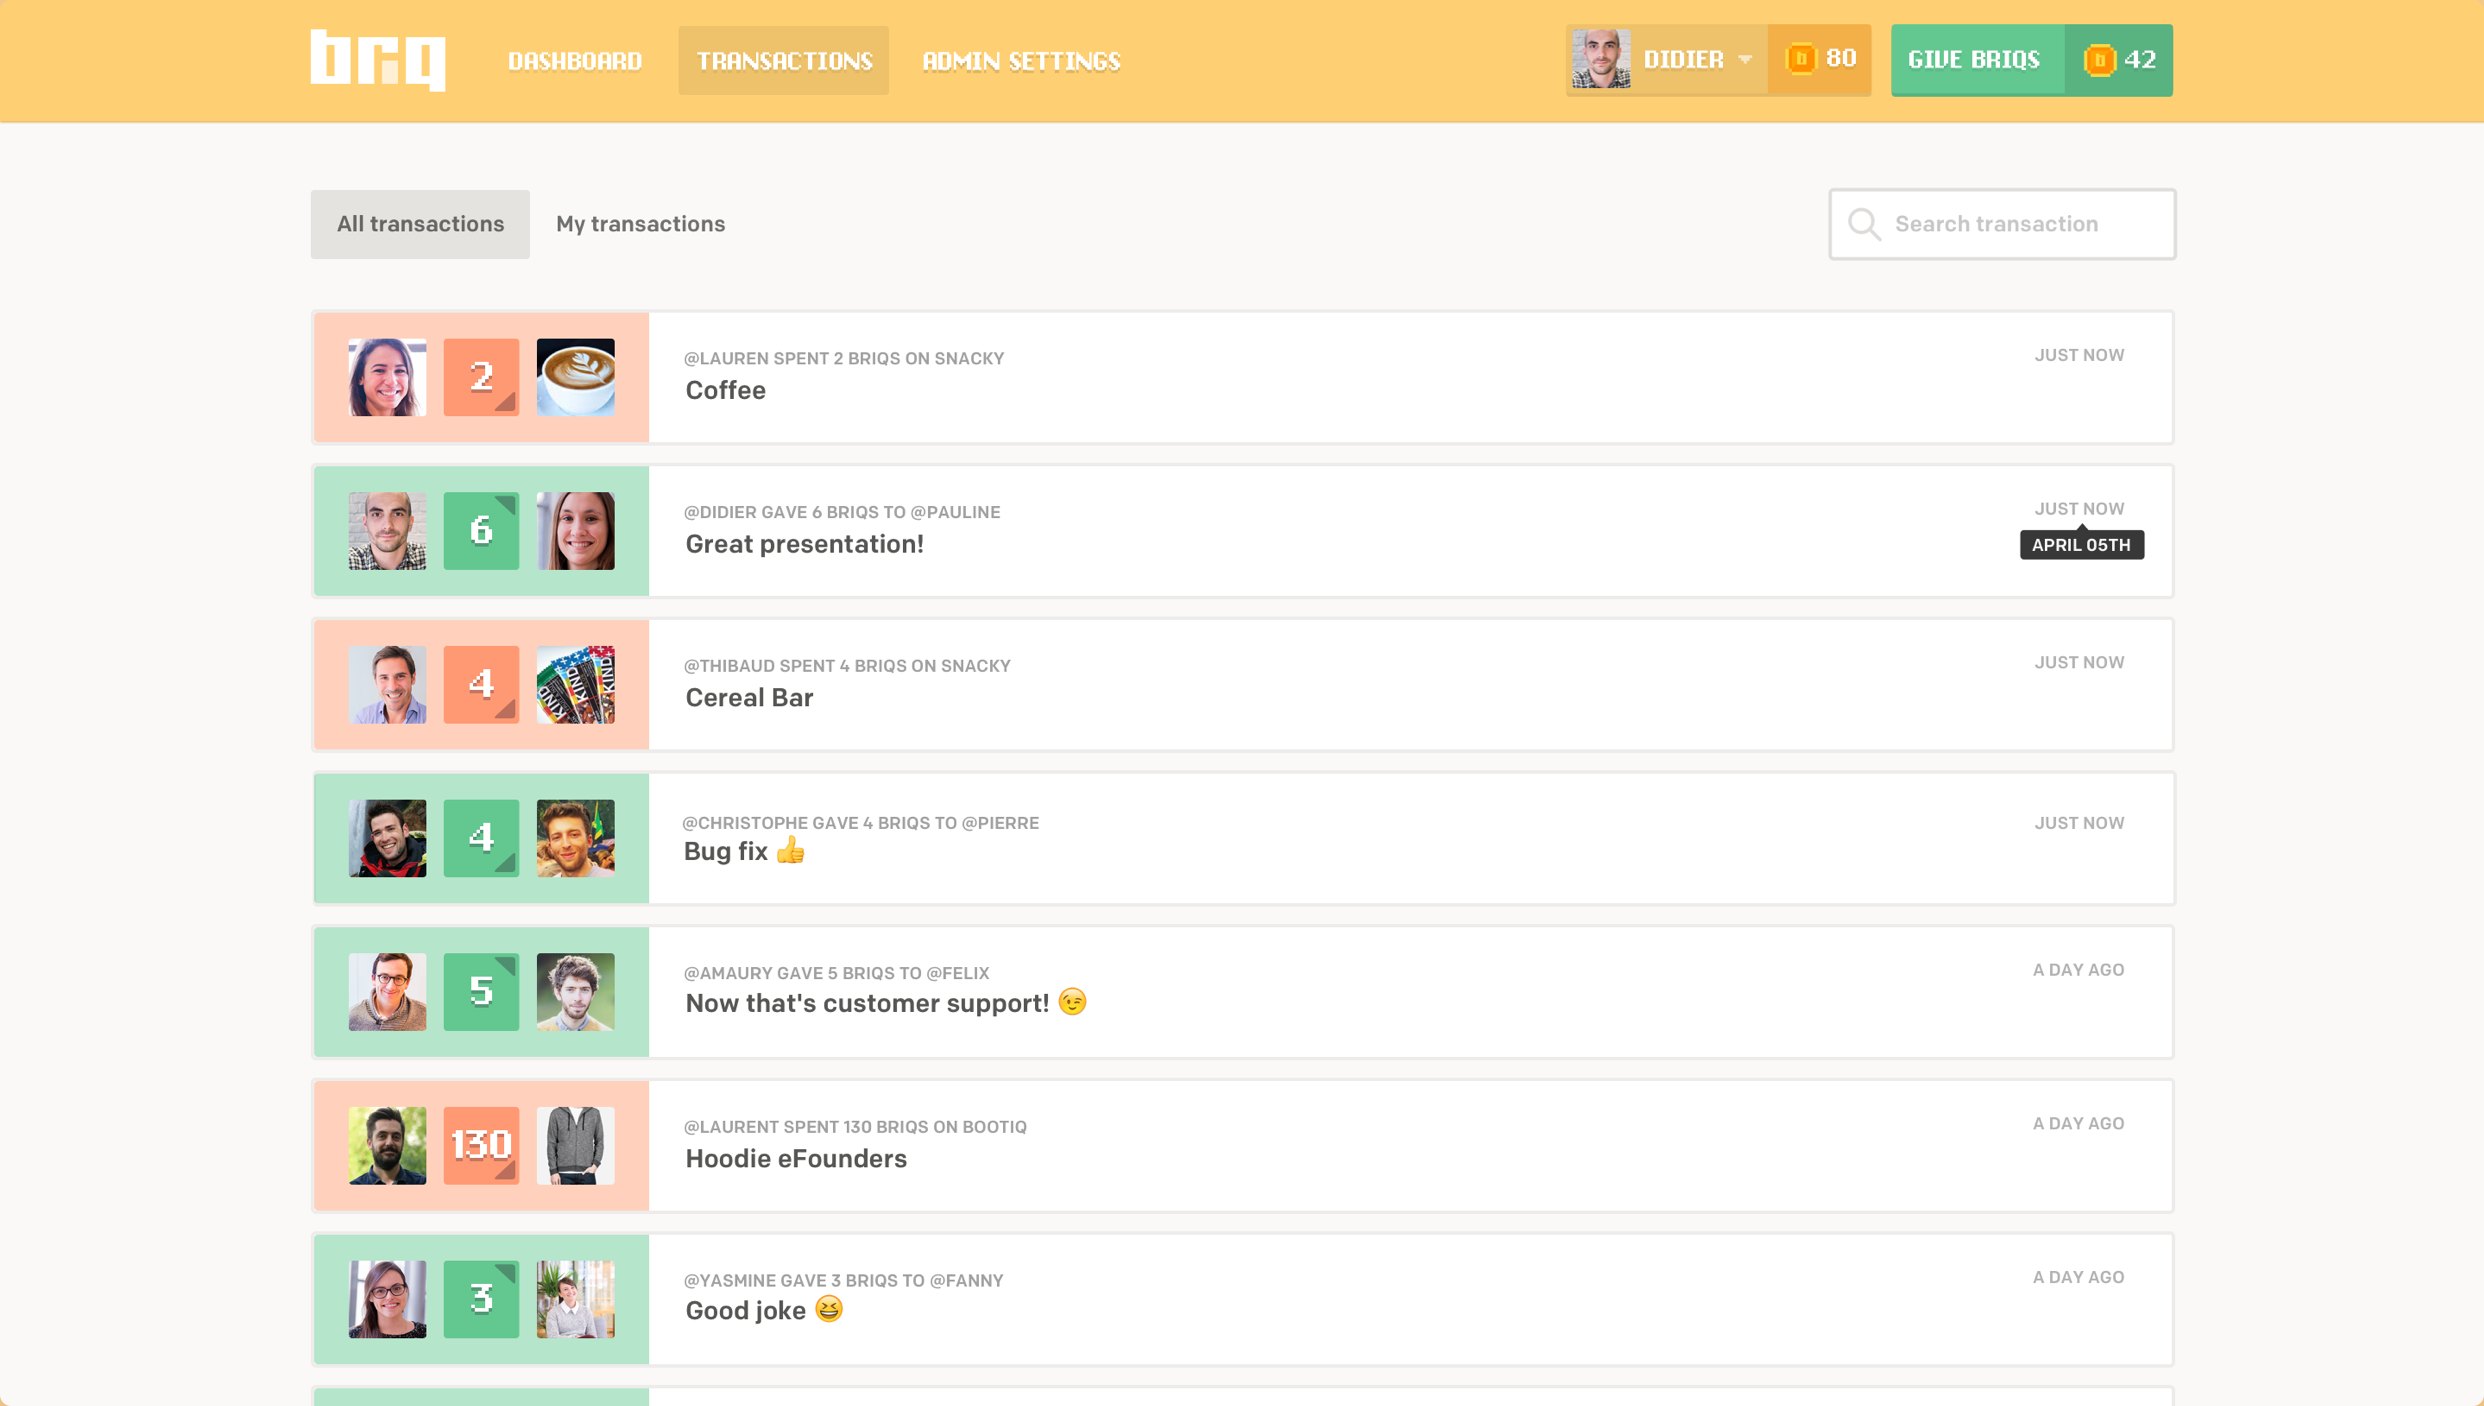 briq
DASHBOARD
TRANSACTIONS
ADMIN SETTINGS
DIDIER
80
GIVE BRIQS
42
All transactions
My transactions
Search transaction
2
@LAUREN SPENT 2 BRIQS ON SNACKY
Coffee
JUST NOW
6
@DIDIER GAVE 6 BRIQS TO @PAULINE
Great presentation!
JUST NOW
APRIL 05TH
4
KIND
KIND
KIND
@THIBAUD SPENT 4 BRIQS ON SNACKY
Cereal Bar
JUST NOW
4
@CHRISTOPHE GAVE 4 BRIQS TO @PIERRE
Bug fix 👍
JUST NOW
5
@AMAURY GAVE 5 BRIQS TO @FELIX
Now that's customer support! 😉
A DAY AGO
130
@LAURENT SPENT 130 BRIQS ON BOOTIQ
Hoodie eFounders
A DAY AGO
3
@YASMINE GAVE 3 BRIQS TO @FANNY
Good joke 😆
A DAY AGO